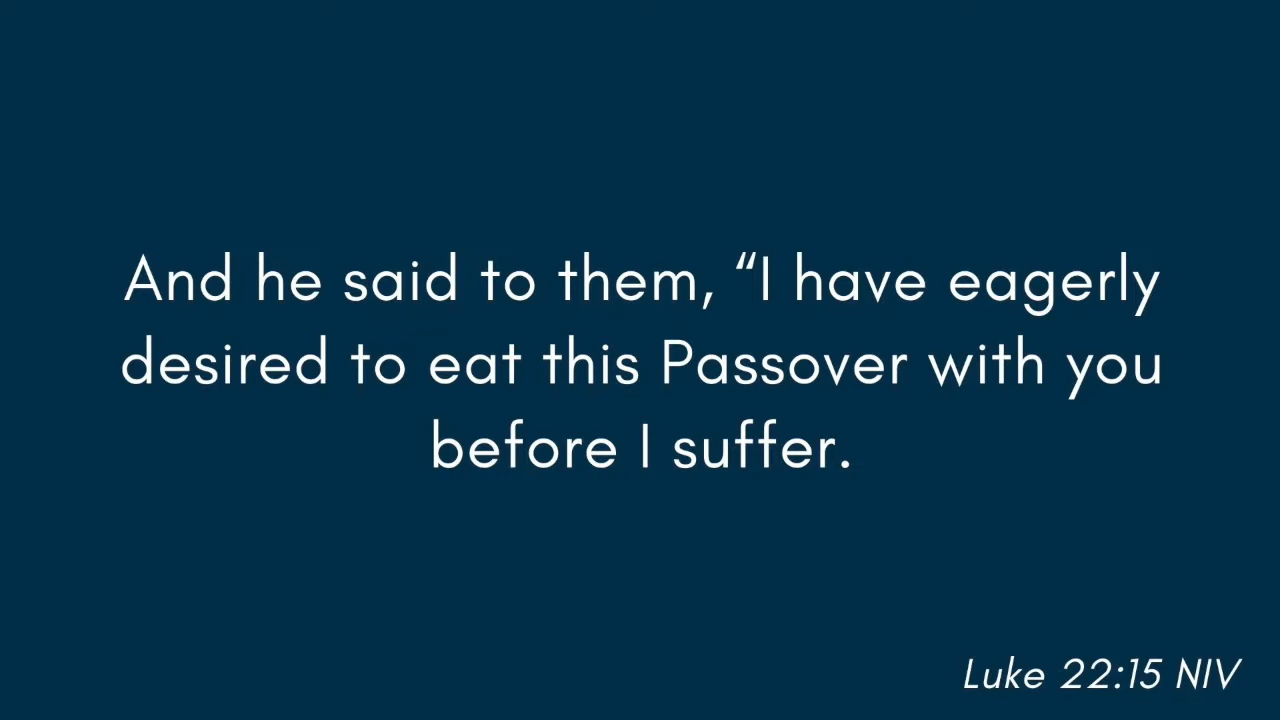 And he said to them, “I have eagerly
desired to eat this Passover with you
before I suffer.
Luke 22:15 NIV